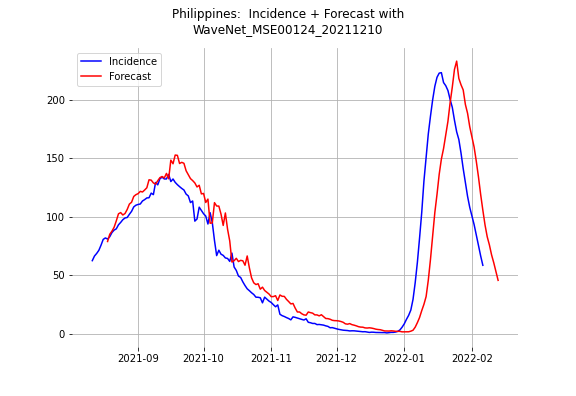 Philippines:  Incidence + Forecast with
WaveNet_MSE00124_20211210
Incidence
Forecast
200
150
100
50
0
2021-09
2021-10
2021-11
2021-12
2022-01
2022-02